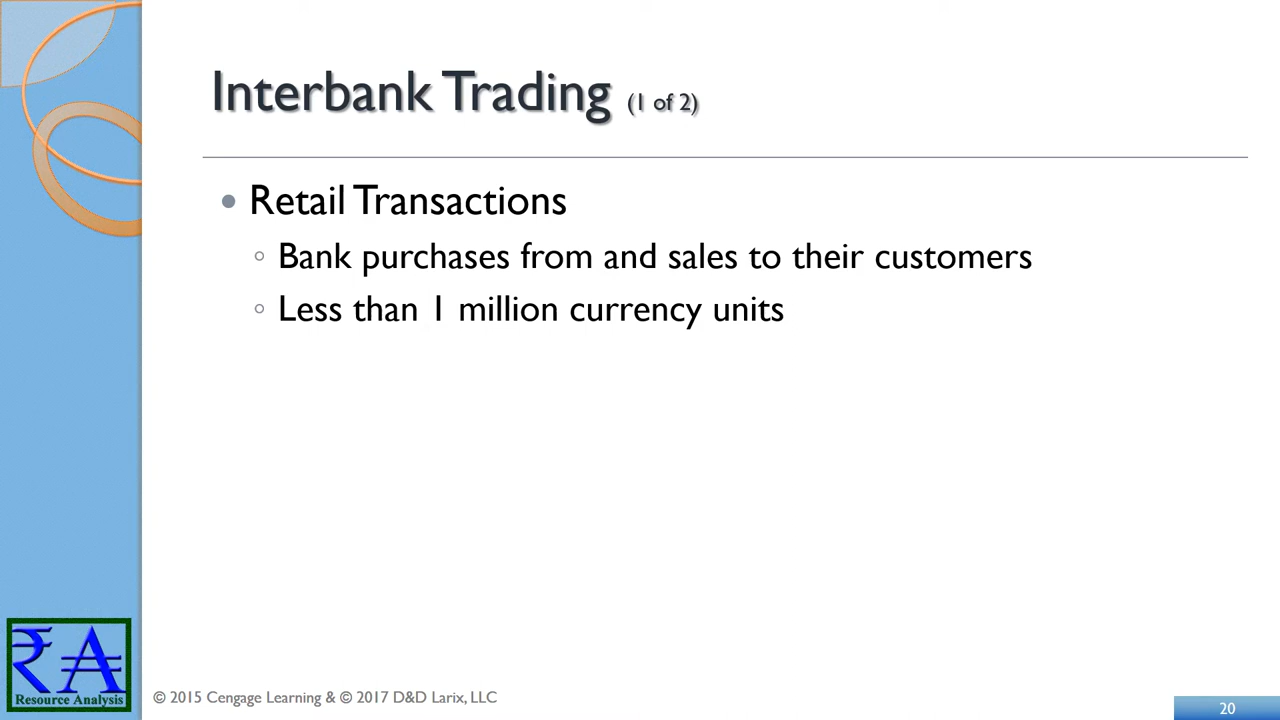 Interbank Trading (1 of 2)
Retail Transactions
Bank purchases from and sales to their customers
Less than 1 million currency units
₹A
Resource Analysis
© 2015 Cengage Learning & © 2017 D&D Larix, LLC
20